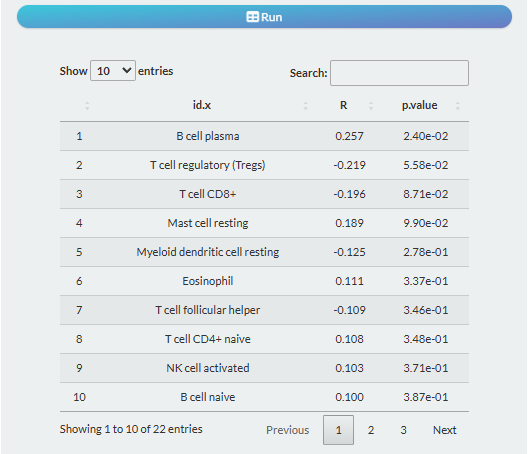 Run
Show 10 entries Search:
id.x R p.value
1 B cell plasma 0.257 2.40e-02
2 T cell regulatory (Tregs) -0.219 5.58e-02
3 T cell CD8+ -0.196 8.71e-02
4 Mast cell resting 0.189 9.90e-02
5 Myeloid dendritic cell resting -0.125 2.78e-01
6 Eosinophil 0.111 3.37e-01
7 T cell follicular helper -0.109 3.46e-01
8 T cell CD4+ naive 0.108 3.48e-01
9 NK cell activated 0.103 3.71e-01
10 B cell naive 0.100 3.87e-01
Showing 1 to 10 of 22 entries Previous 1 2 3 Next